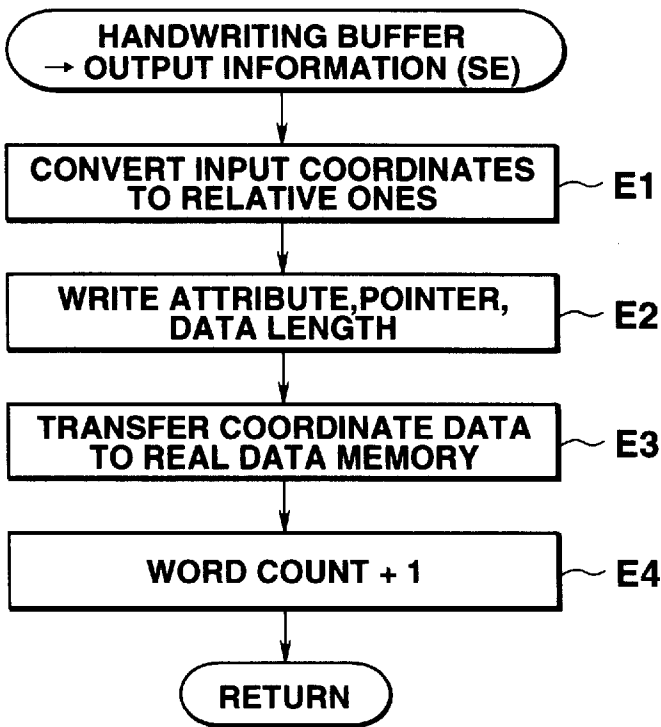 HANDWRITING BUFFER
→ OUTPUT INFORMATION (SE)
CONVERT INPUT COORDINATES
TO RELATIVE ONES
E1
WRITE ATTRIBUTE,POINTER,
DATA LENGTH
E2
TRANSFER COORDINATE DATA
TO REAL DATA MEMORY
E3
WORD COUNT + 1
E4
RETURN